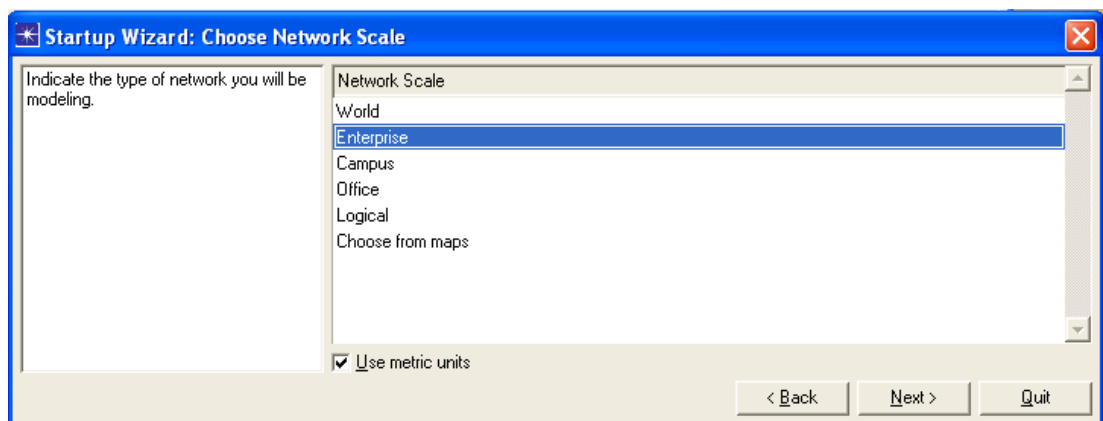 Startup Wizard: Choose Network Scale
Indicate the type of network you will be
modeling.
Network Scale
World
Enterprise
Campus
Office
Logical
Choose from maps
Use metric units
< Back
Next >
Quit